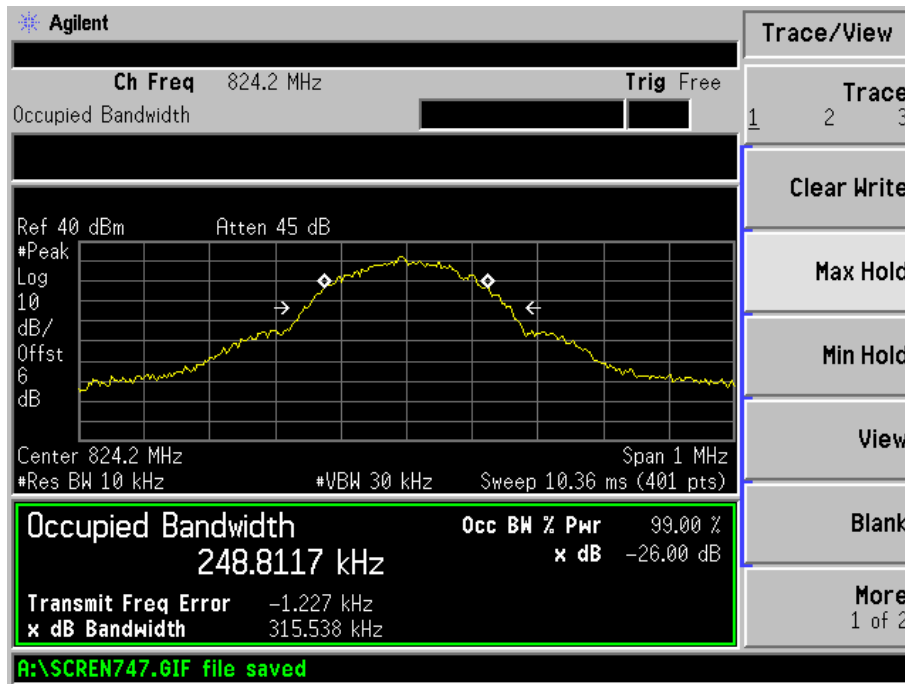 Agilent
Trace/View
Ch Freq 824.2 MHz Trig Free
Occupied Bandwidth
Trace
1 2 3
Clear Write
Max Hold
Min Hold
View
Blank
More
1 of 2
Ref 40 dBm Atten 45 dB
#Peak
Log
10
dB/
Offst
6
dB
Center 824.2 MHz Span 1 MHz
#Res BW 10 kHz #VBW 30 kHz Sweep 10.36 ms (401 pts)
Occupied Bandwidth
248.8117 kHz
Occ BW % Pwr 99.00 %
x dB -26.00 dB
Transmit Freq Error -1.227 kHz
x dB Bandwidth 315.538 kHz
A:\SCREN747.GIF file saved